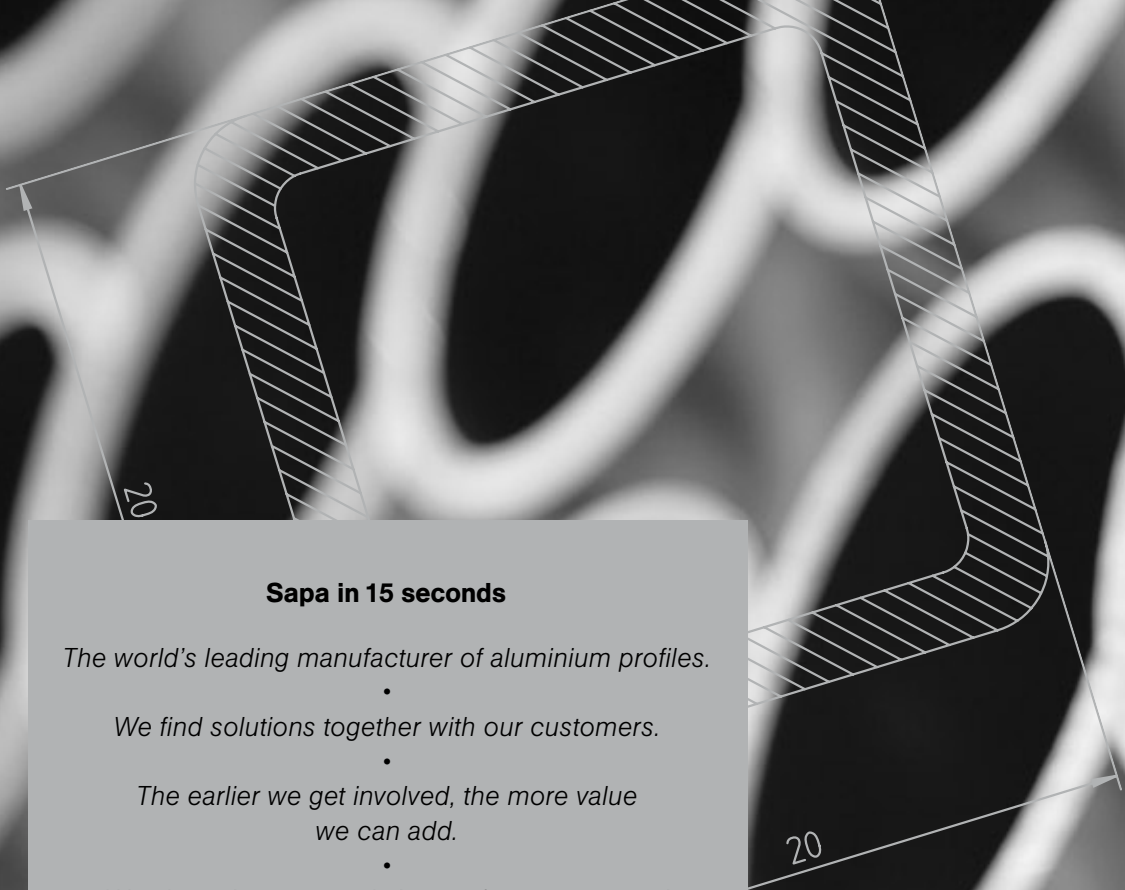 20
Sapa in 15 seconds
The world’s leading manufacturer of aluminium profiles.
•
We find solutions together with our customers.
•
The earlier we get involved, the more value
we can add.
•
20